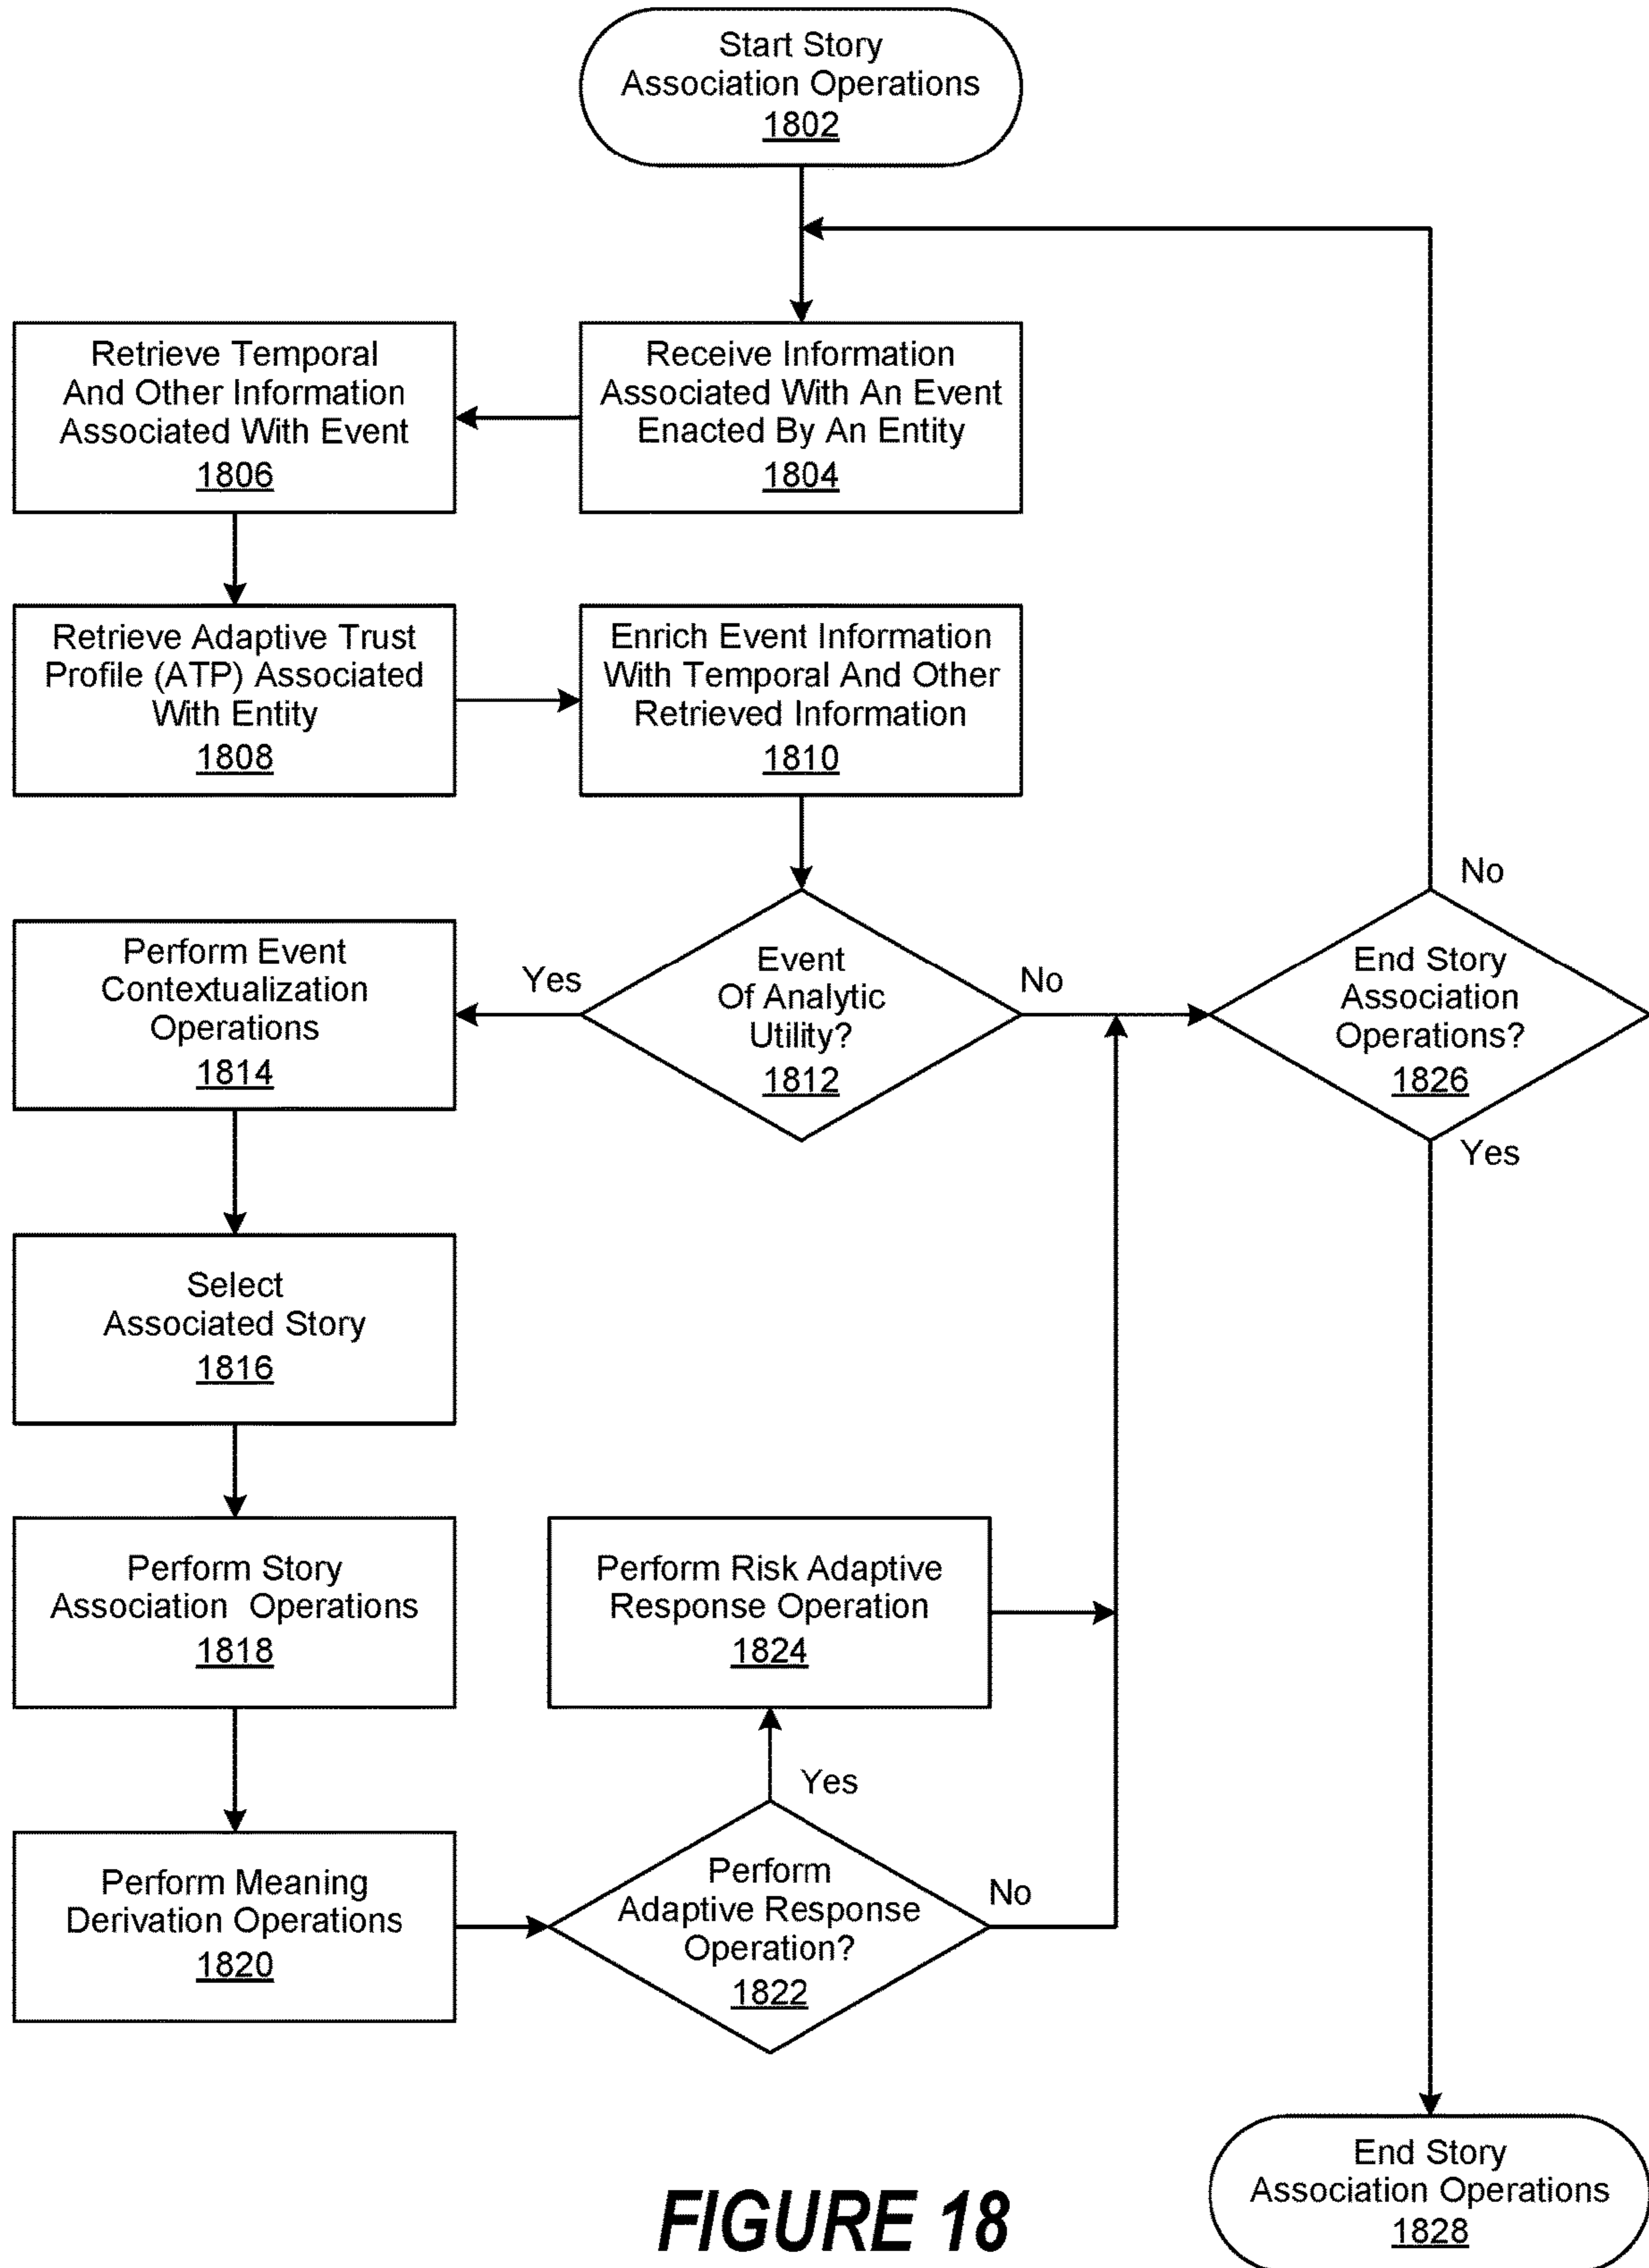 Start Story
Association Operations
1802
Receive Information
Associated With An Event
Enacted By An Entity
1804
Retrieve Temporal
And Other Information
Associated With Event
1806
Retrieve Adaptive Trust
Profile (ATP) Associated
With Entity
1808
Enrich Event Information
With Temporal And Other
Retrieved Information
1810
Event
Of Analytic
Utility?
1812
Yes
No
Perform Event
Contextualization
Operations
1814
Select
Associated Story
1816
Perform Story
Association Operations
1818
Perform Meaning
Derivation Operations
1820
Perform
Adaptive Response
Operation?
1822
Yes
No
Perform Risk Adaptive
Response Operation
1824
End Story
Association
Operations?
1826
No
Yes
End Story
Association Operations
1828
FIGURE 18